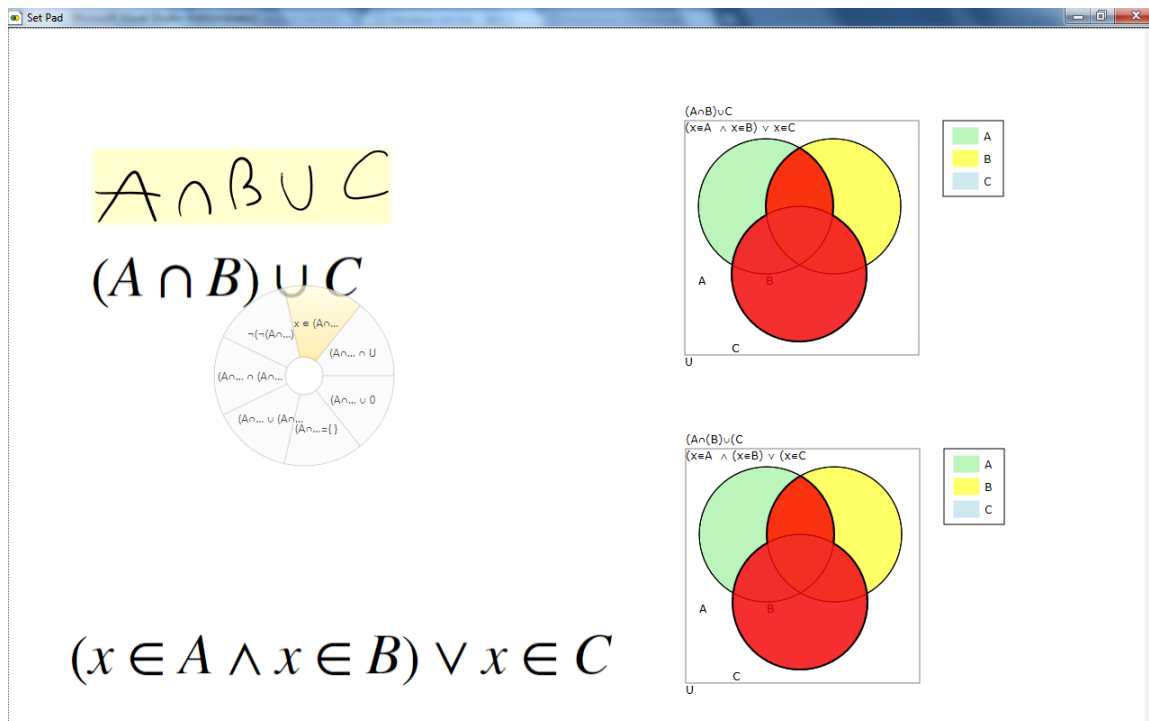 Set Pad
A∩B∪C
(A ∩ B) ∪ C
x ∈ (A∩...
(A∩... ∩ U
(A∩... ∪ 0
(A∩...={ }
(A∩... ∪ (A∩...
(A∩... ∩ (A∩...
¬(¬(A∩...)
(x ∈ A ∧ x ∈ B) ∨ x ∈ C
(A∩B)∪C
(x∈A ∧ x∈B) ∨ x∈C
A
B
C
U
A
B
C
(A∩(B)∪(C
(x∈A ∧ (x∈B) ∨ (x∈C
A
B
C
U
A
B
C